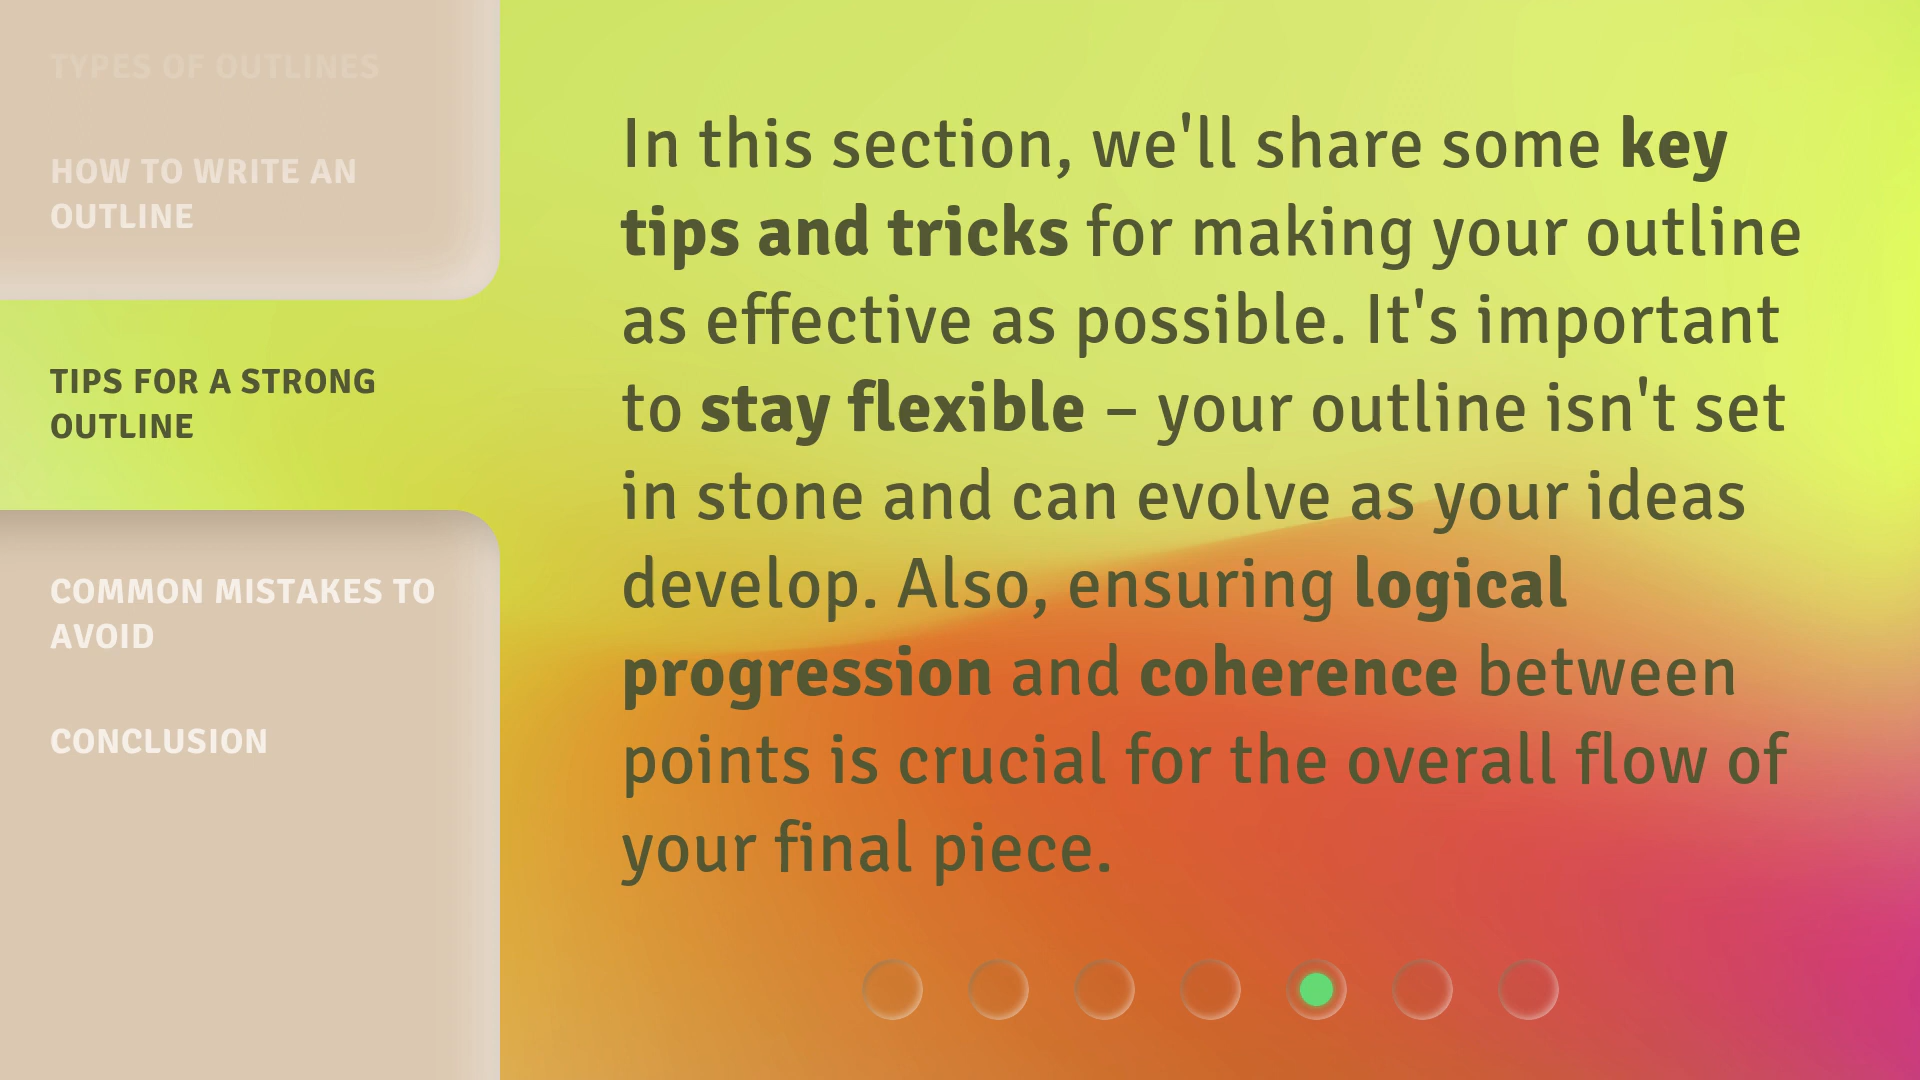 TYPES OF OUTLINES
HOW TO WRITE AN
OUTLINE
TIPS FOR A STRONG
OUTLINE
COMMON MISTAKES TO
AVOID
CONCLUSION
In this section, we'll share some key
tips and tricks for making your outline
as effective as possible. It's important
to stay flexible – your outline isn't set
in stone and can evolve as your ideas
develop. Also, ensuring logical
progression and coherence between
points is crucial for the overall flow of
your final piece.